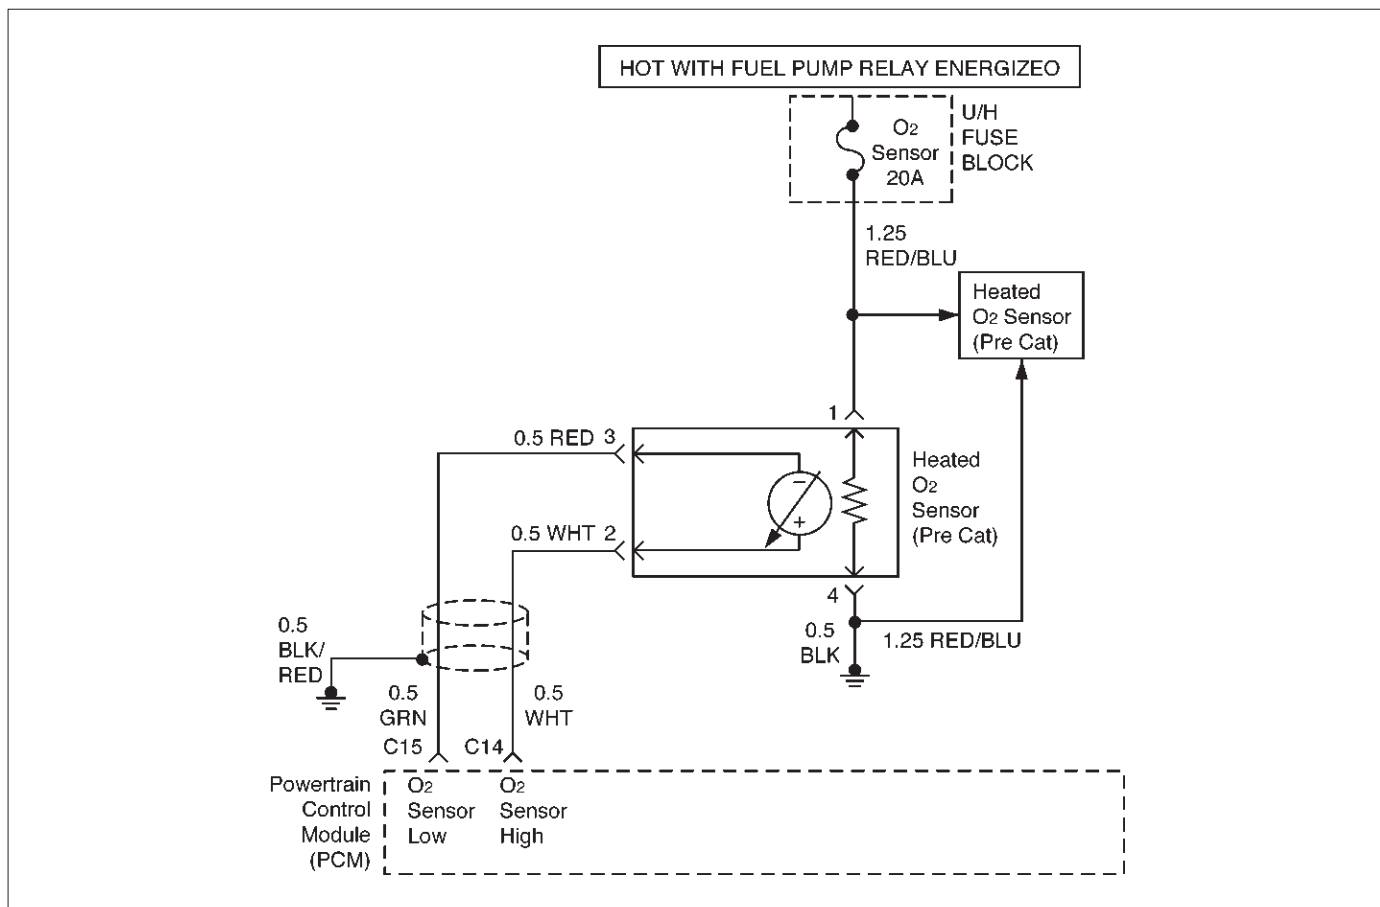 HOT WITH FUEL PUMP RELAY ENERGIZEO
O2
Sensor
20A
U/H
FUSE
BLOCK
1.25
RED/BLU
Heated
O2 Sensor
(Pre Cat)
1
0.5 RED 3
Heated
O2
Sensor
(Pre Cat)
−
+
0.5 WHT 2
4
0.5
BLK
1.25 RED/BLU
0.5
BLK/
RED
0.5
GRN
0.5
WHT
C15
C14
Powertrain
Control
Module
(PCM)
O2
Sensor
Low
O2
Sensor
High